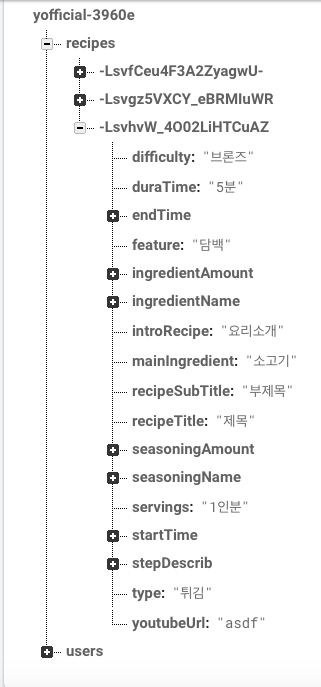 yofficial-3960e
recipes
-LsvfCeu4F3A2ZyagwU-
-Lsvgz5VXCY_eBRMIuWR
-LsvhvW_4O02LiHTCuAZ
difficulty: "브론즈"
duraTime: "5분"
endTime
feature: "담백"
ingredientAmount
ingredientName
introRecipe: "요리소개"
mainIngredient: "소고기"
recipeSubTitle: "부제목"
recipeTitle: "제목"
seasoningAmount
seasoningName
servings: "1인분"
startTime
stepDescrib
type: "튀김"
youtubeUrl: "asdf"
users